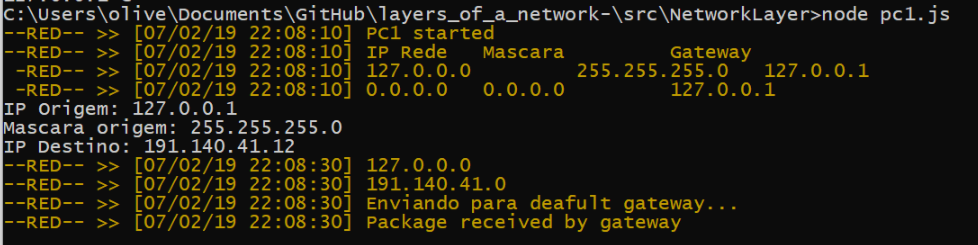 C:\Users\olive\Documents\GitHub\layers_of_a_network-\src\NetworkLayer>node pc1.js
--RED-- >> [07/02/19 22:08:10] PC1 started
--RED-- >> [07/02/19 22:08:10] IP Rede Mascara Gateway
-RED-- >> [07/02/19 22:08:10] 127.0.0.0 255.255.255.0 127.0.0.1
-RED-- >> [07/02/19 22:08:10] 0.0.0.0 0.0.0.0 127.0.0.1
IP Origem: 127.0.0.1
Mascara origem: 255.255.255.0
IP Destino: 191.140.41.12
--RED-- >> [07/02/19 22:08:30] 127.0.0.0
--RED-- >> [07/02/19 22:08:30] 191.140.41.0
--RED-- >> [07/02/19 22:08:30] Enviando para deafult gateway...
--RED-- >> [07/02/19 22:08:30] Package received by gateway